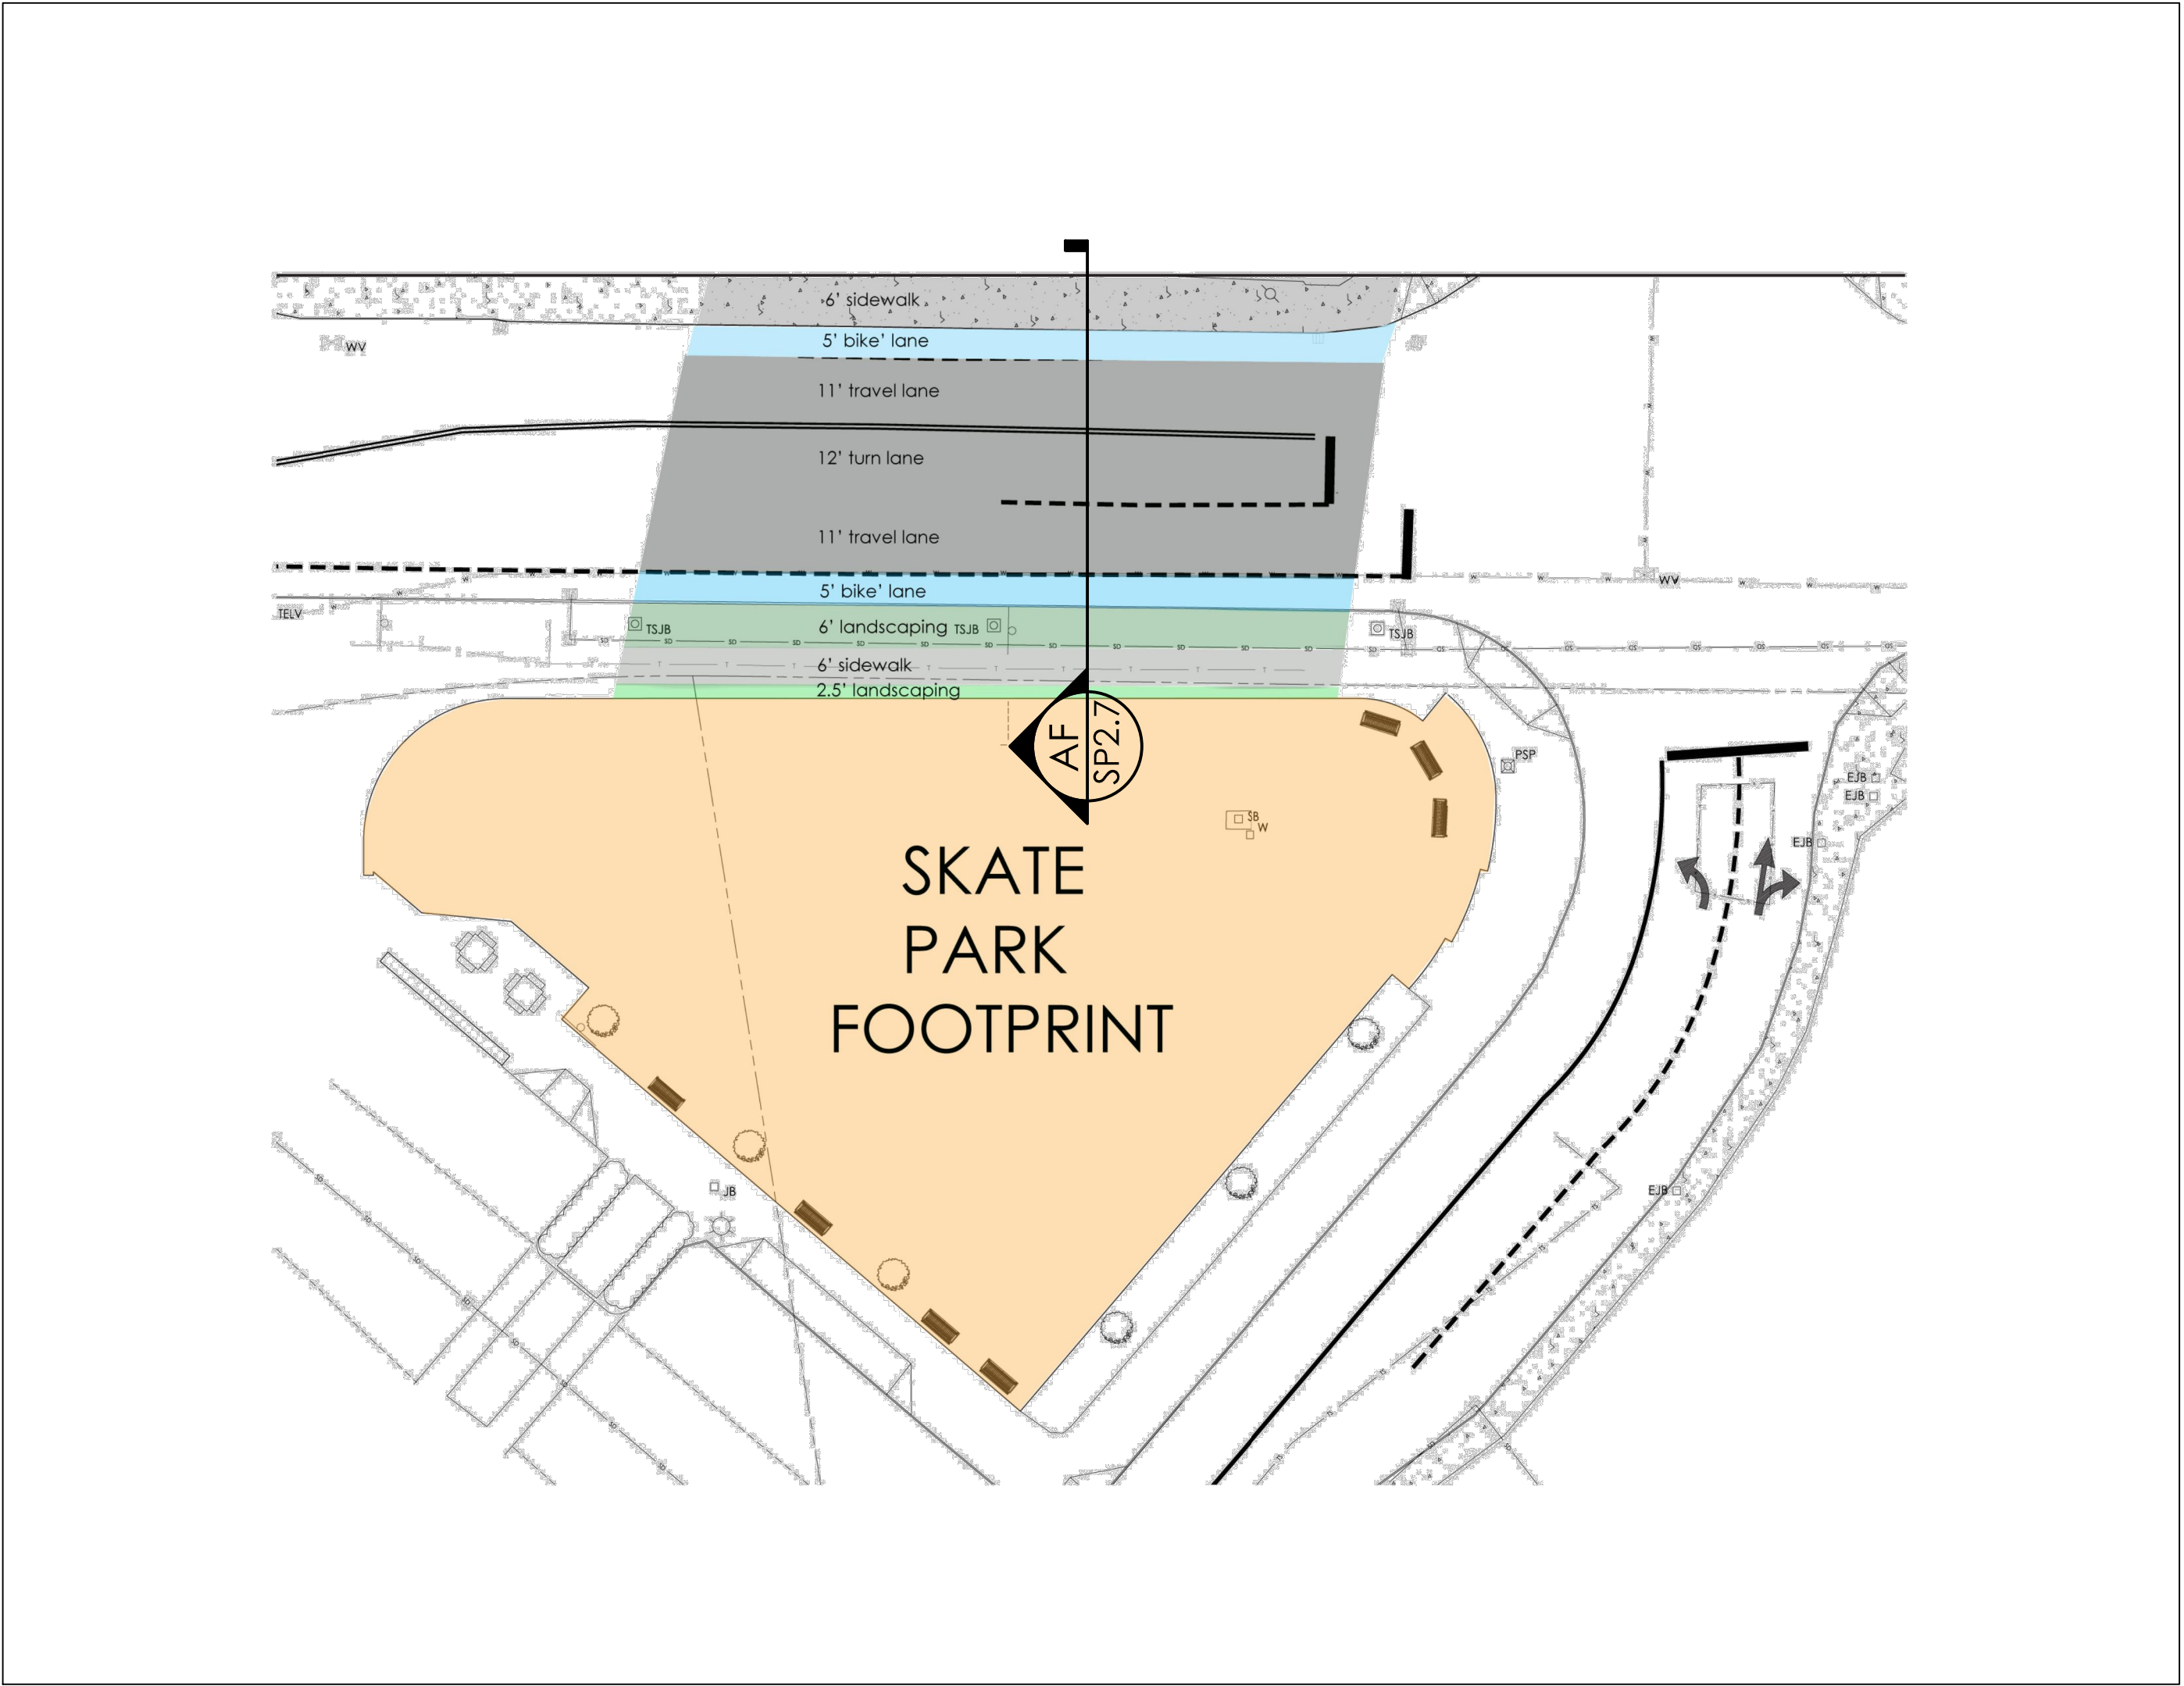 6' sidewalk
5' bike' lane
WV
11' travel lane
12' turn lane
11' travel lane
5' bike' lane
WV
TELV
TSJB
6' landscaping TSJB
TSJB
6' sidewalk
2.5' landscaping
AF
SP2.7
PSP
EJB
EJB
SB
W
EJB
SKATE
PARK
FOOTPRINT
JB
EJB